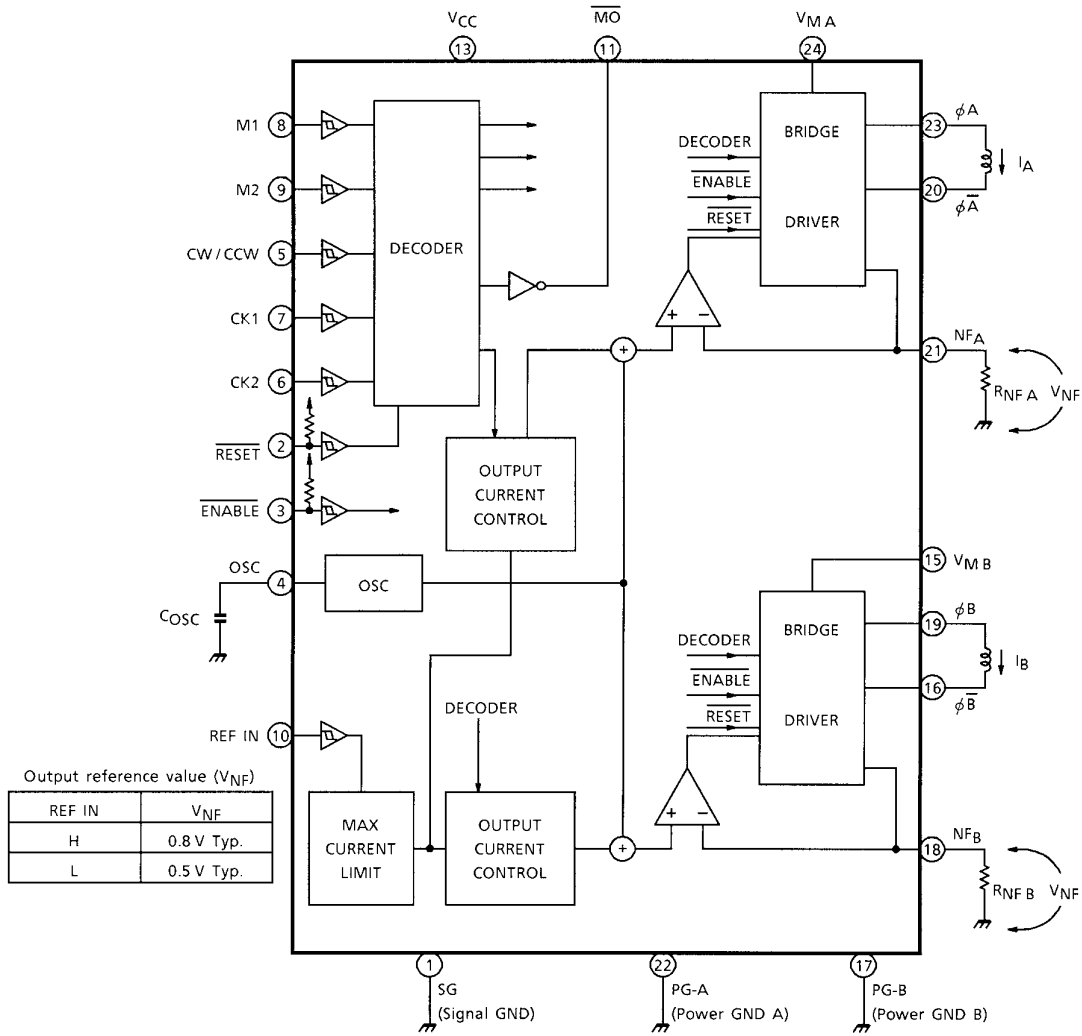 VCC
13
MO
11
VM A
24
M1 8
M2 9
CW / CCW 5
CK1 7
CK2 6
RESET 2
ENABLE 3
OSC 4
COSC
REF IN 10
DECODER
OUTPUT
CURRENT
CONTROL
OSC
DECODER
ENABLE
RESET
BRIDGE
DRIVER
23 φA
IA
20 φA
21 NFA
RNF A
VNF
15 VM B
DECODER
ENABLE
RESET
BRIDGE
DRIVER
19 φB
IB
16 φB
18 NFB
RNF B
VNF
+ −
+
+ −
+
DECODER
MAX
CURRENT
LIMIT
OUTPUT
CURRENT
CONTROL
Output reference value (VNF)
REF IN VNF
H 0.8 V Typ.
L 0.5 V Typ.
1
SG
(Signal GND)
22
PG-A
(Power GND A)
17
PG-B
(Power GND B)